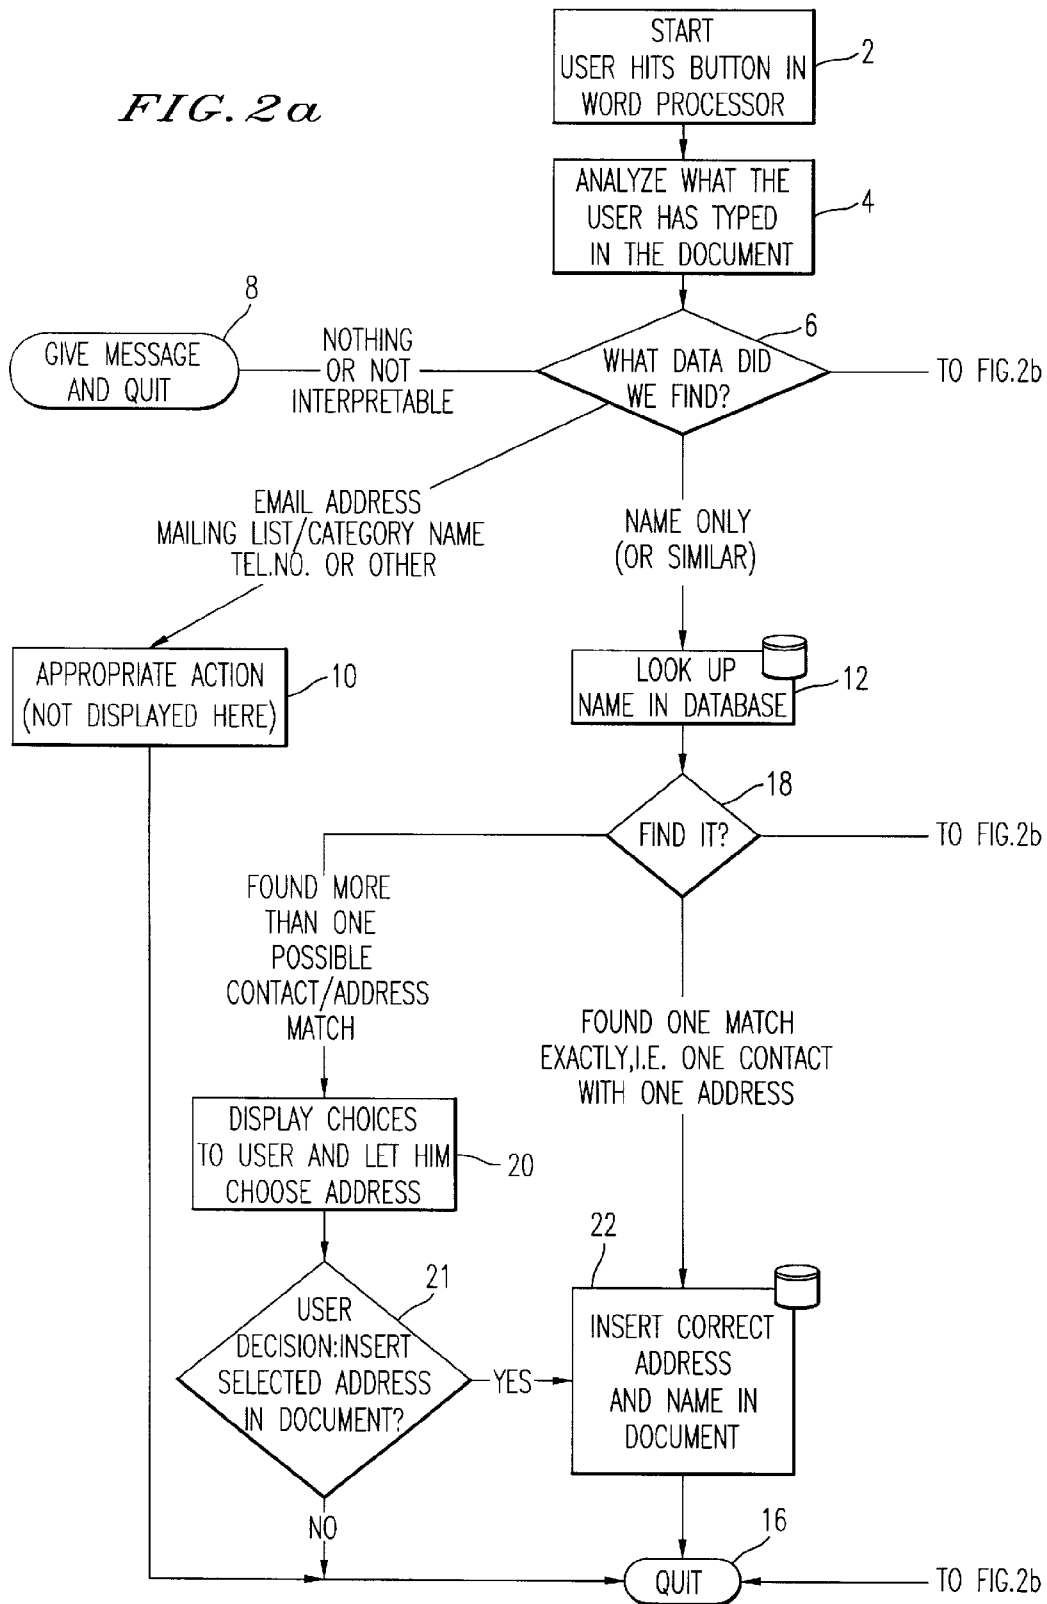 FIG. 2a
START
USER HITS BUTTON IN
WORD PROCESSOR
2
ANALYZE WHAT THE
USER HAS TYPED
IN THE DOCUMENT
4
8
GIVE MESSAGE
AND QUIT
NOTHING
OR NOT
INTERPRETABLE
6
WHAT DATA DID
WE FIND?
TO FIG.2b
EMAIL ADDRESS
MAILING LIST/CATEGORY NAME
TEL.NO. OR OTHER
NAME ONLY
(OR SIMILAR)
APPROPRIATE ACTION
(NOT DISPLAYED HERE)
10
LOOK UP
NAME IN DATABASE
12
18
FIND IT?
TO FIG.2b
FOUND MORE
THAN ONE
POSSIBLE
CONTACT/ADDRESS
MATCH
FOUND ONE MATCH
EXACTLY,I.E. ONE CONTACT
WITH ONE ADDRESS
DISPLAY CHOICES
TO USER AND LET HIM
CHOOSE ADDRESS
20
21
USER
DECISION:INSERT
SELECTED ADDRESS
IN DOCUMENT?
YES
22
INSERT CORRECT
ADDRESS
AND NAME IN
DOCUMENT
NO
16
QUIT
TO FIG.2b